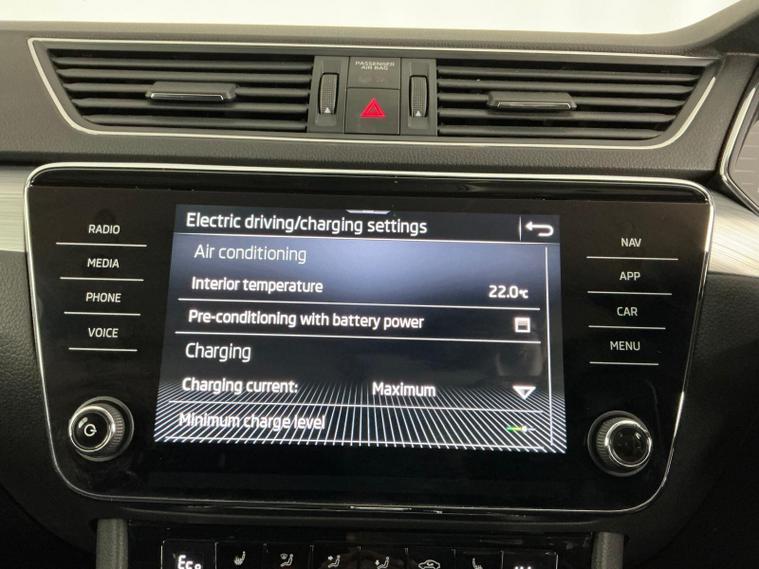 PASSENGER
AIR BAG
Electric driving/charging settings
Air conditioning
Interior temperature 22.0°C
Pre-conditioning with battery power
Charging
Charging current: Maximum
Minimum charge level
RADIO
MEDIA
PHONE
VOICE
NAV
APP
CAR
MENU